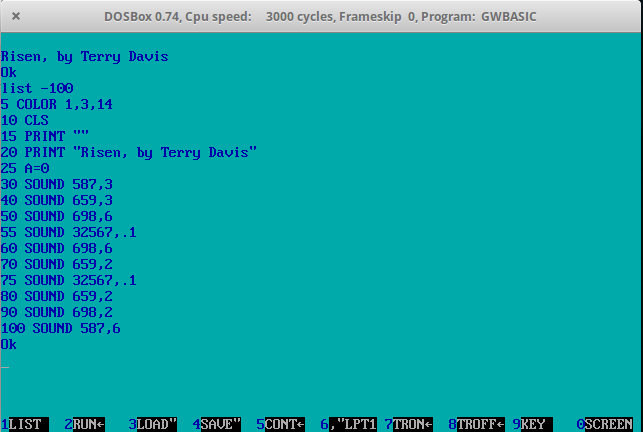 DOSBox 0.74, Cpu speed: 3000 cycles, Frameskip 0, Program: GWBASIC
Risen, by Terry Davis
Ok
list -100
5 COLOR 1,3,14
10 CLS
15 PRINT ""
20 PRINT "Risen, by Terry Davis"
25 A=0
30 SOUND 587,3
40 SOUND 659,3
50 SOUND 698,6
55 SOUND 32567,.1
60 SOUND 698,6
70 SOUND 659,2
75 SOUND 32567,.1
80 SOUND 659,2
90 SOUND 698,2
100 SOUND 587,6
Ok
_
1LIST 2RUN← 3LOAD" 4SAVE" 5CONT← 6,"LPT1 7TRON← 8TROFF← 9KEY 0SCREEN